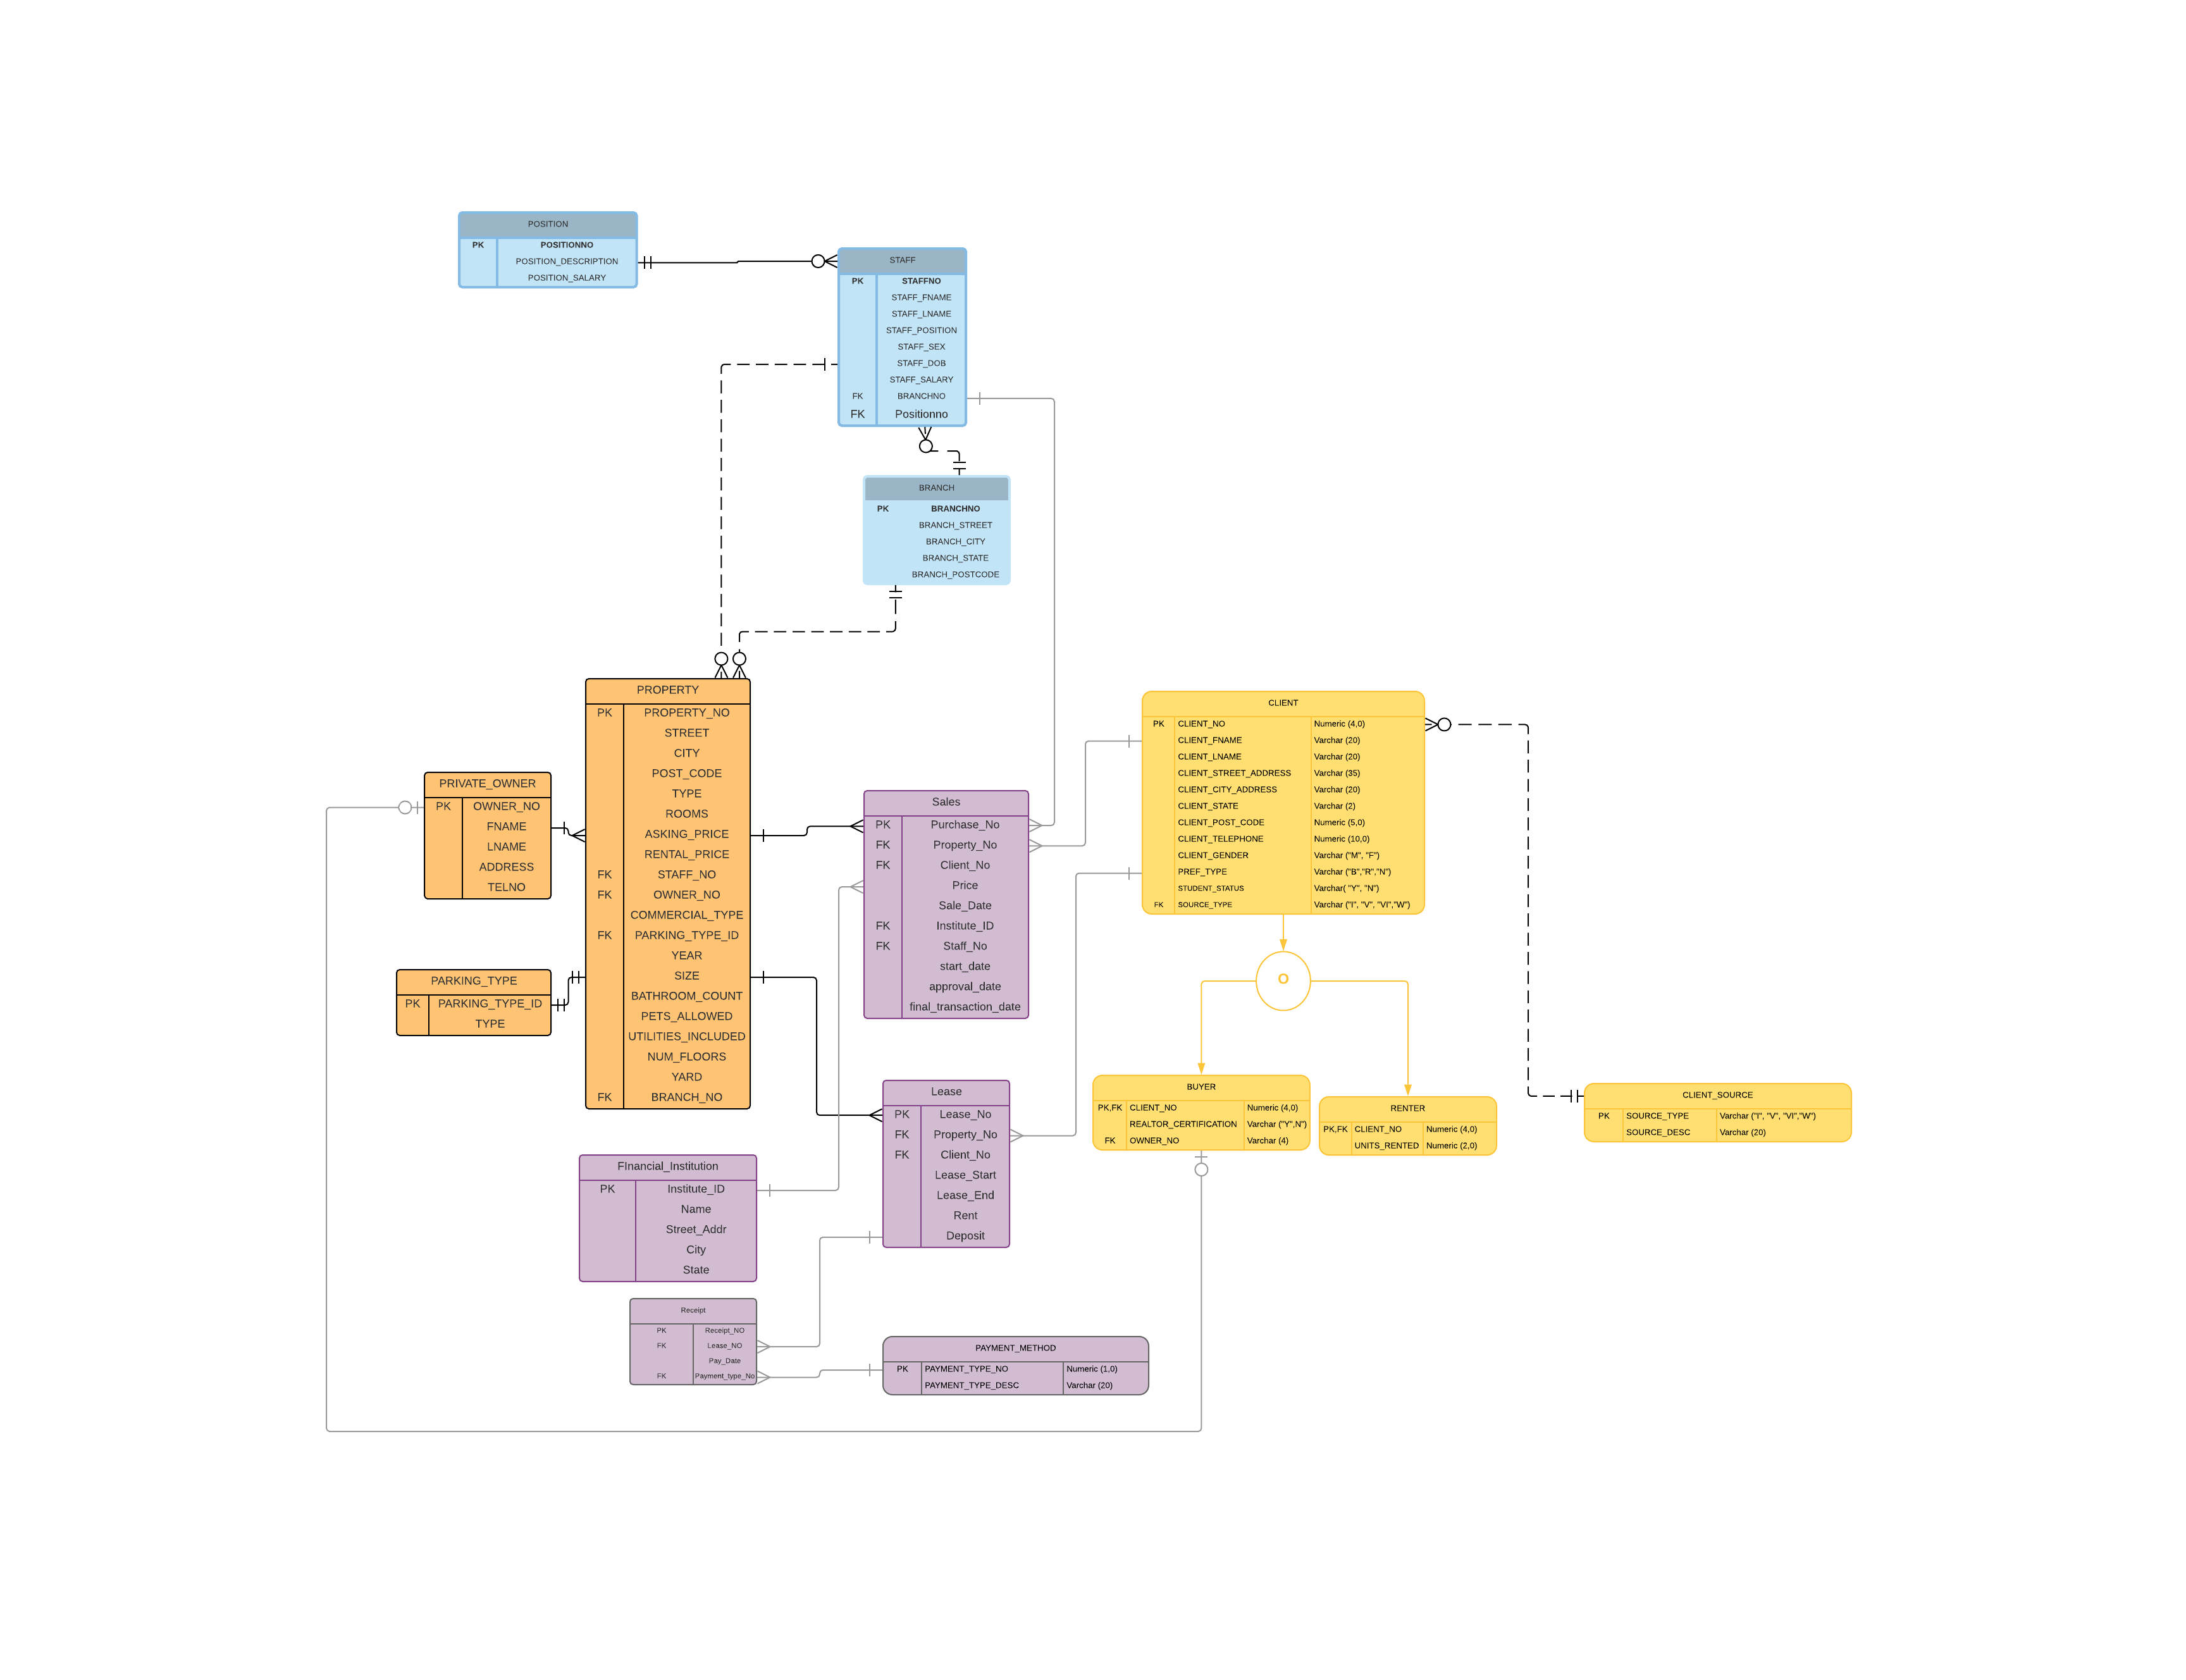 POSITION
PK POSITIONNO
POSITION_DESCRIPTION
POSITION_SALARY
STAFF
PK STAFFNO
STAFF_FNAME
STAFF_LNAME
STAFF_POSITION
STAFF_SEX
STAFF_DOB
STAFF_SALARY
FK BRANCHNO
FK Positionno
BRANCH
PK BRANCHNO
BRANCH_STREET
BRANCH_CITY
BRANCH_STATE
BRANCH_POSTCODE
PROPERTY
PK PROPERTY_NO
STREET
CITY
POST_CODE
TYPE
ROOMS
ASKING_PRICE
RENTAL_PRICE
FK STAFF_NO
FK OWNER_NO
COMMERCIAL_TYPE
FK PARKING_TYPE_ID
YEAR
SIZE
BATHROOM_COUNT
PETS_ALLOWED
UTILITIES_INCLUDED
NUM_FLOORS
YARD
FK BRANCH_NO
PRIVATE_OWNER
PK OWNER_NO
FNAME
LNAME
ADDRESS
TELNO
PARKING_TYPE
PK PARKING_TYPE_ID
TYPE
Sales
PK Purchase_No
FK Property_No
FK Client_No
Price
Sale_Date
FK Institute_ID
FK Staff_No
start_date
approval_date
final_transaction_date
CLIENT
PK CLIENT_NO Numeric (4,0)
CLIENT_FNAME Varchar (20)
CLIENT_LNAME Varchar (20)
CLIENT_STREET_ADDRESS Varchar (35)
CLIENT_CITY_ADDRESS Varchar (20)
CLIENT_STATE Varchar (2)
CLIENT_POST_CODE Numeric (5,0)
CLIENT_TELEPHONE Numeric (10,0)
CLIENT_GENDER Varchar ("M", "F")
PREF_TYPE Varchar ("B","R","N")
STUDENT_STATUS Varchar( "Y", "N")
FK SOURCE_TYPE Varchar ("I", "V", "VI","W")
O
BUYER
PK,FK CLIENT_NO Numeric (4,0)
REALTOR_CERTIFICATION Varchar ("Y",N")
FK OWNER_NO Varchar (4)
RENTER
PK,FK CLIENT_NO Numeric (4,0)
UNITS_RENTED Numeric (2,0)
CLIENT_SOURCE
PK SOURCE_TYPE Varchar ("I", "V", "VI","W")
SOURCE_DESC Varchar (20)
Lease
PK Lease_No
FK Property_No
FK Client_No
Lease_Start
Lease_End
Rent
Deposit
FInancial_Institution
PK Institute_ID
Name
Street_Addr
City
State
Receipt
PK Receipt_NO
FK Lease_NO
Pay_Date
FK Payment_type_No
PAYMENT_METHOD
PK PAYMENT_TYPE_NO Numeric (1,0)
PAYMENT_TYPE_DESC Varchar (20)